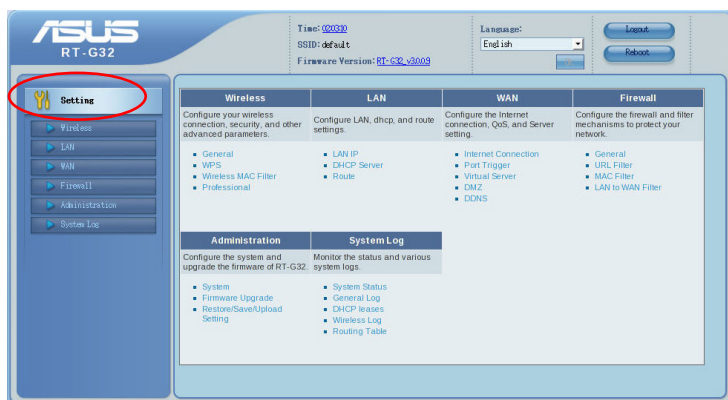 ASUS
RT-G32
Time: (020310)
SSID: default
Firmware Version: RT-G32_v3.0.0.9
Language:
English
Logout
Reboot
Setting
Wireless
LAN
WAN
Firewall
Administration
System Log
Wireless
Configure your wireless
connection, security, and other
advanced parameters.
General
WPS
Wireless MAC Filter
Professional
LAN
Configure LAN, dhcp, and route
settings.
LAN IP
DHCP Server
Route
WAN
Configure the Internet
connection, QoS, and Server
setting.
Internet Connection
Port Trigger
Virtual Server
DMZ
DDNS
Firewall
Configure the firewall and filter
mechanisms to protect your
network.
General
URL Filter
MAC Filter
LAN to WAN Filter
Administration
Configure the system and
upgrade the firmware of RT-G32.
System
Firmware Upgrade
Restore/Save/Upload
Setting
System Log
Monitor the status and various
system logs.
System Status
General Log
DHCP leases
Wireless Log
Routing Table